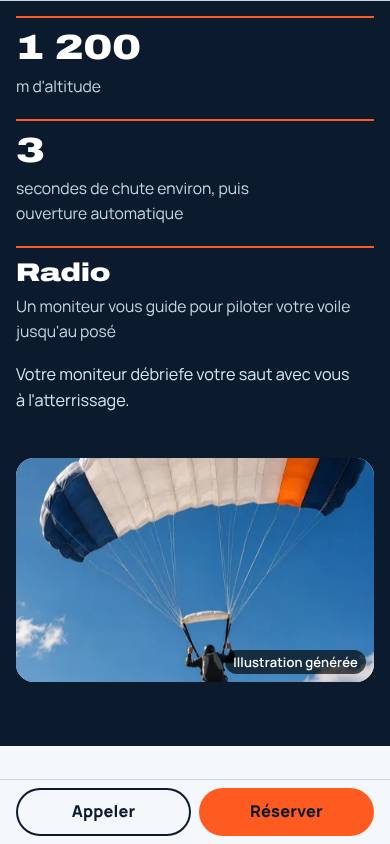 1 200
m d'altitude
3
secondes de chute environ, puis
ouverture automatique
Radio
Un moniteur vous guide pour piloter votre voile
jusqu'au posé
Votre moniteur débriefe votre saut avec vous
à l'atterrissage.
Illustration générée
Appeler
Réserver